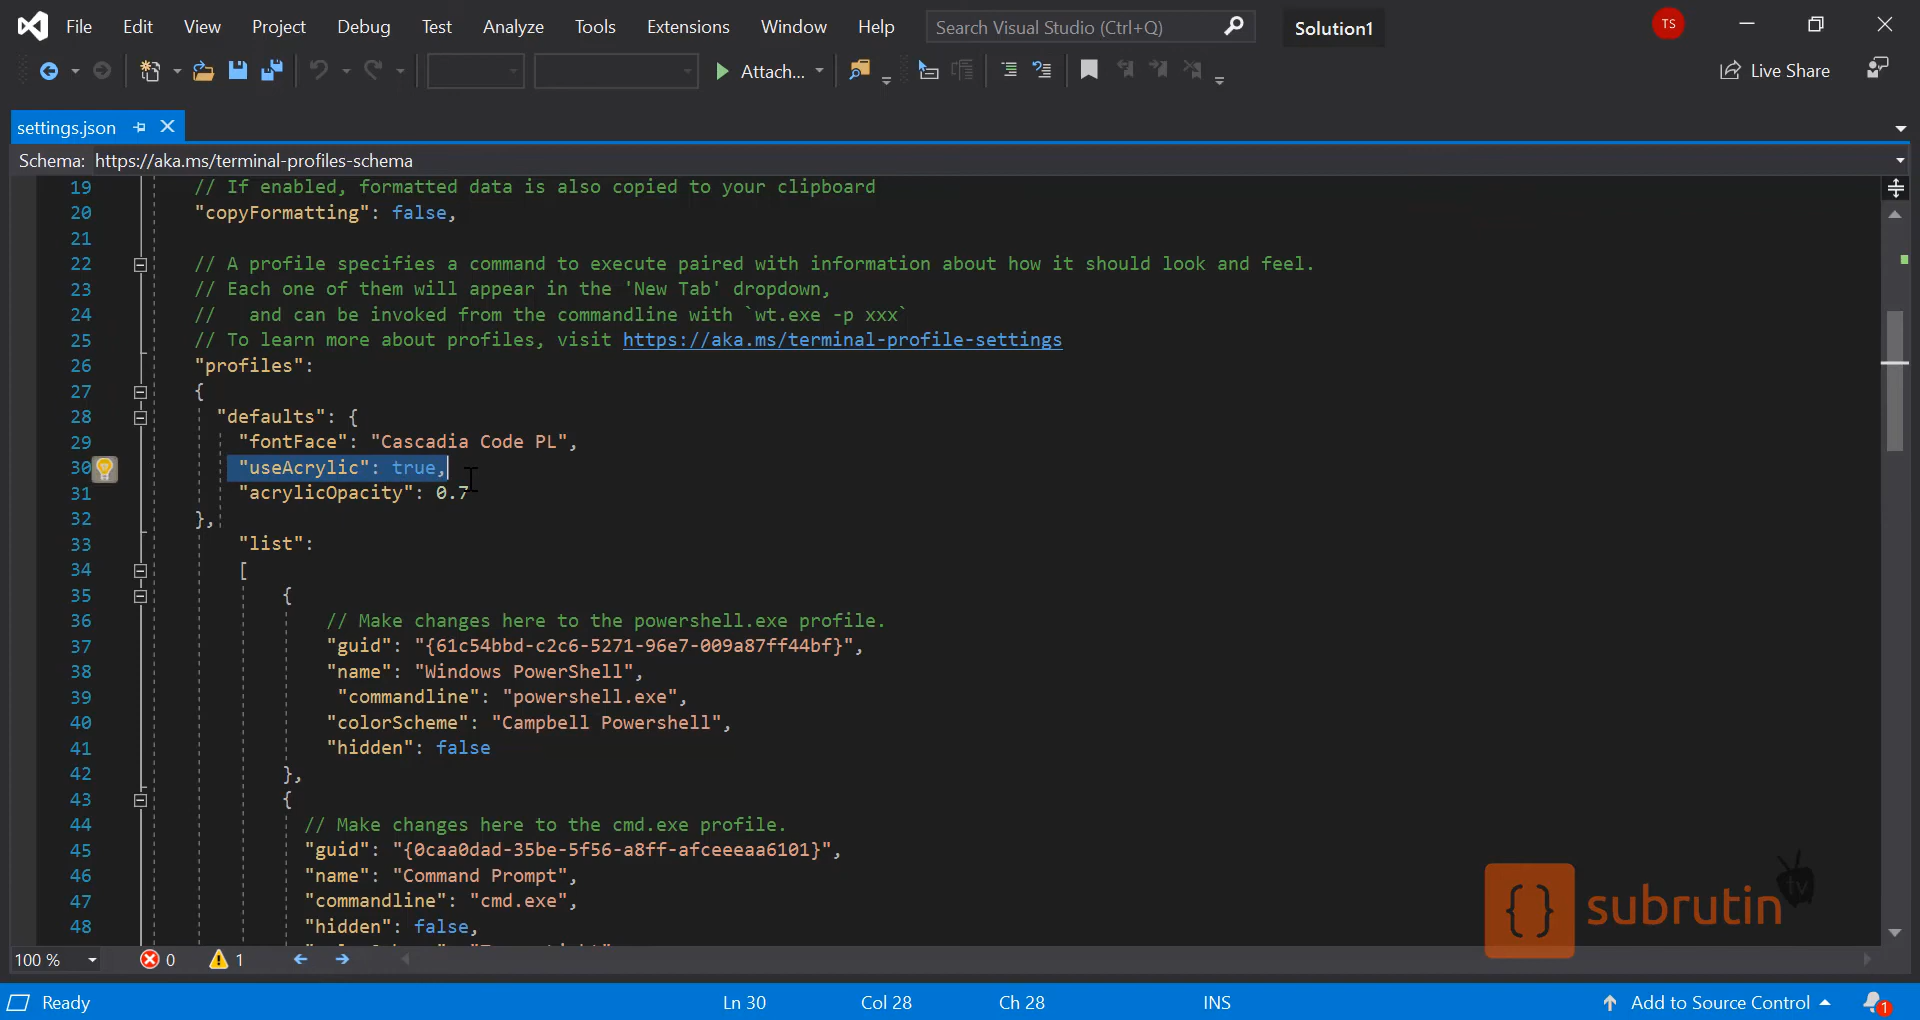 File Edit View Project Debug Test Analyze Tools Extensions Window Help Search Visual Studio (Ctrl+Q) Solution1 TS
Attach... Live Share
settings.json
Schema: https://aka.ms/terminal-profiles-schema
19 // If enabled, formatted data is also copied to your clipboard
20 "copyFormatting": false,
21
22 // A profile specifies a command to execute paired with information about how it should look and feel.
23 // Each one of them will appear in the 'New Tab' dropdown,
24 //   and can be invoked from the commandline with `wt.exe -p xxx`
25 // To learn more about profiles, visit https://aka.ms/terminal-profile-settings
26 "profiles":
27 {
28 "defaults": {
29 "fontFace": "Cascadia Code PL",
30 "useAcrylic": true,
31 "acrylicOpacity": 0.7
32 },
33 "list":
34 [
35 {
36 // Make changes here to the powershell.exe profile.
37 "guid": "{61c54bbd-c2c6-5271-96e7-009a87ff44bf}",
38 "name": "Windows PowerShell",
39 "commandline": "powershell.exe",
40 "colorScheme": "Campbell Powershell",
41 "hidden": false
42 },
43 {
44 // Make changes here to the cmd.exe profile.
45 "guid": "{0caa0dad-35be-5f56-a8ff-afceeeaa6101}",
46 "name": "Command Prompt",
47 "commandline": "cmd.exe",
48 "hidden": false,
{} subrutin tv
100 % 0 1
Ready Ln 30 Col 28 Ch 28 INS Add to Source Control 1